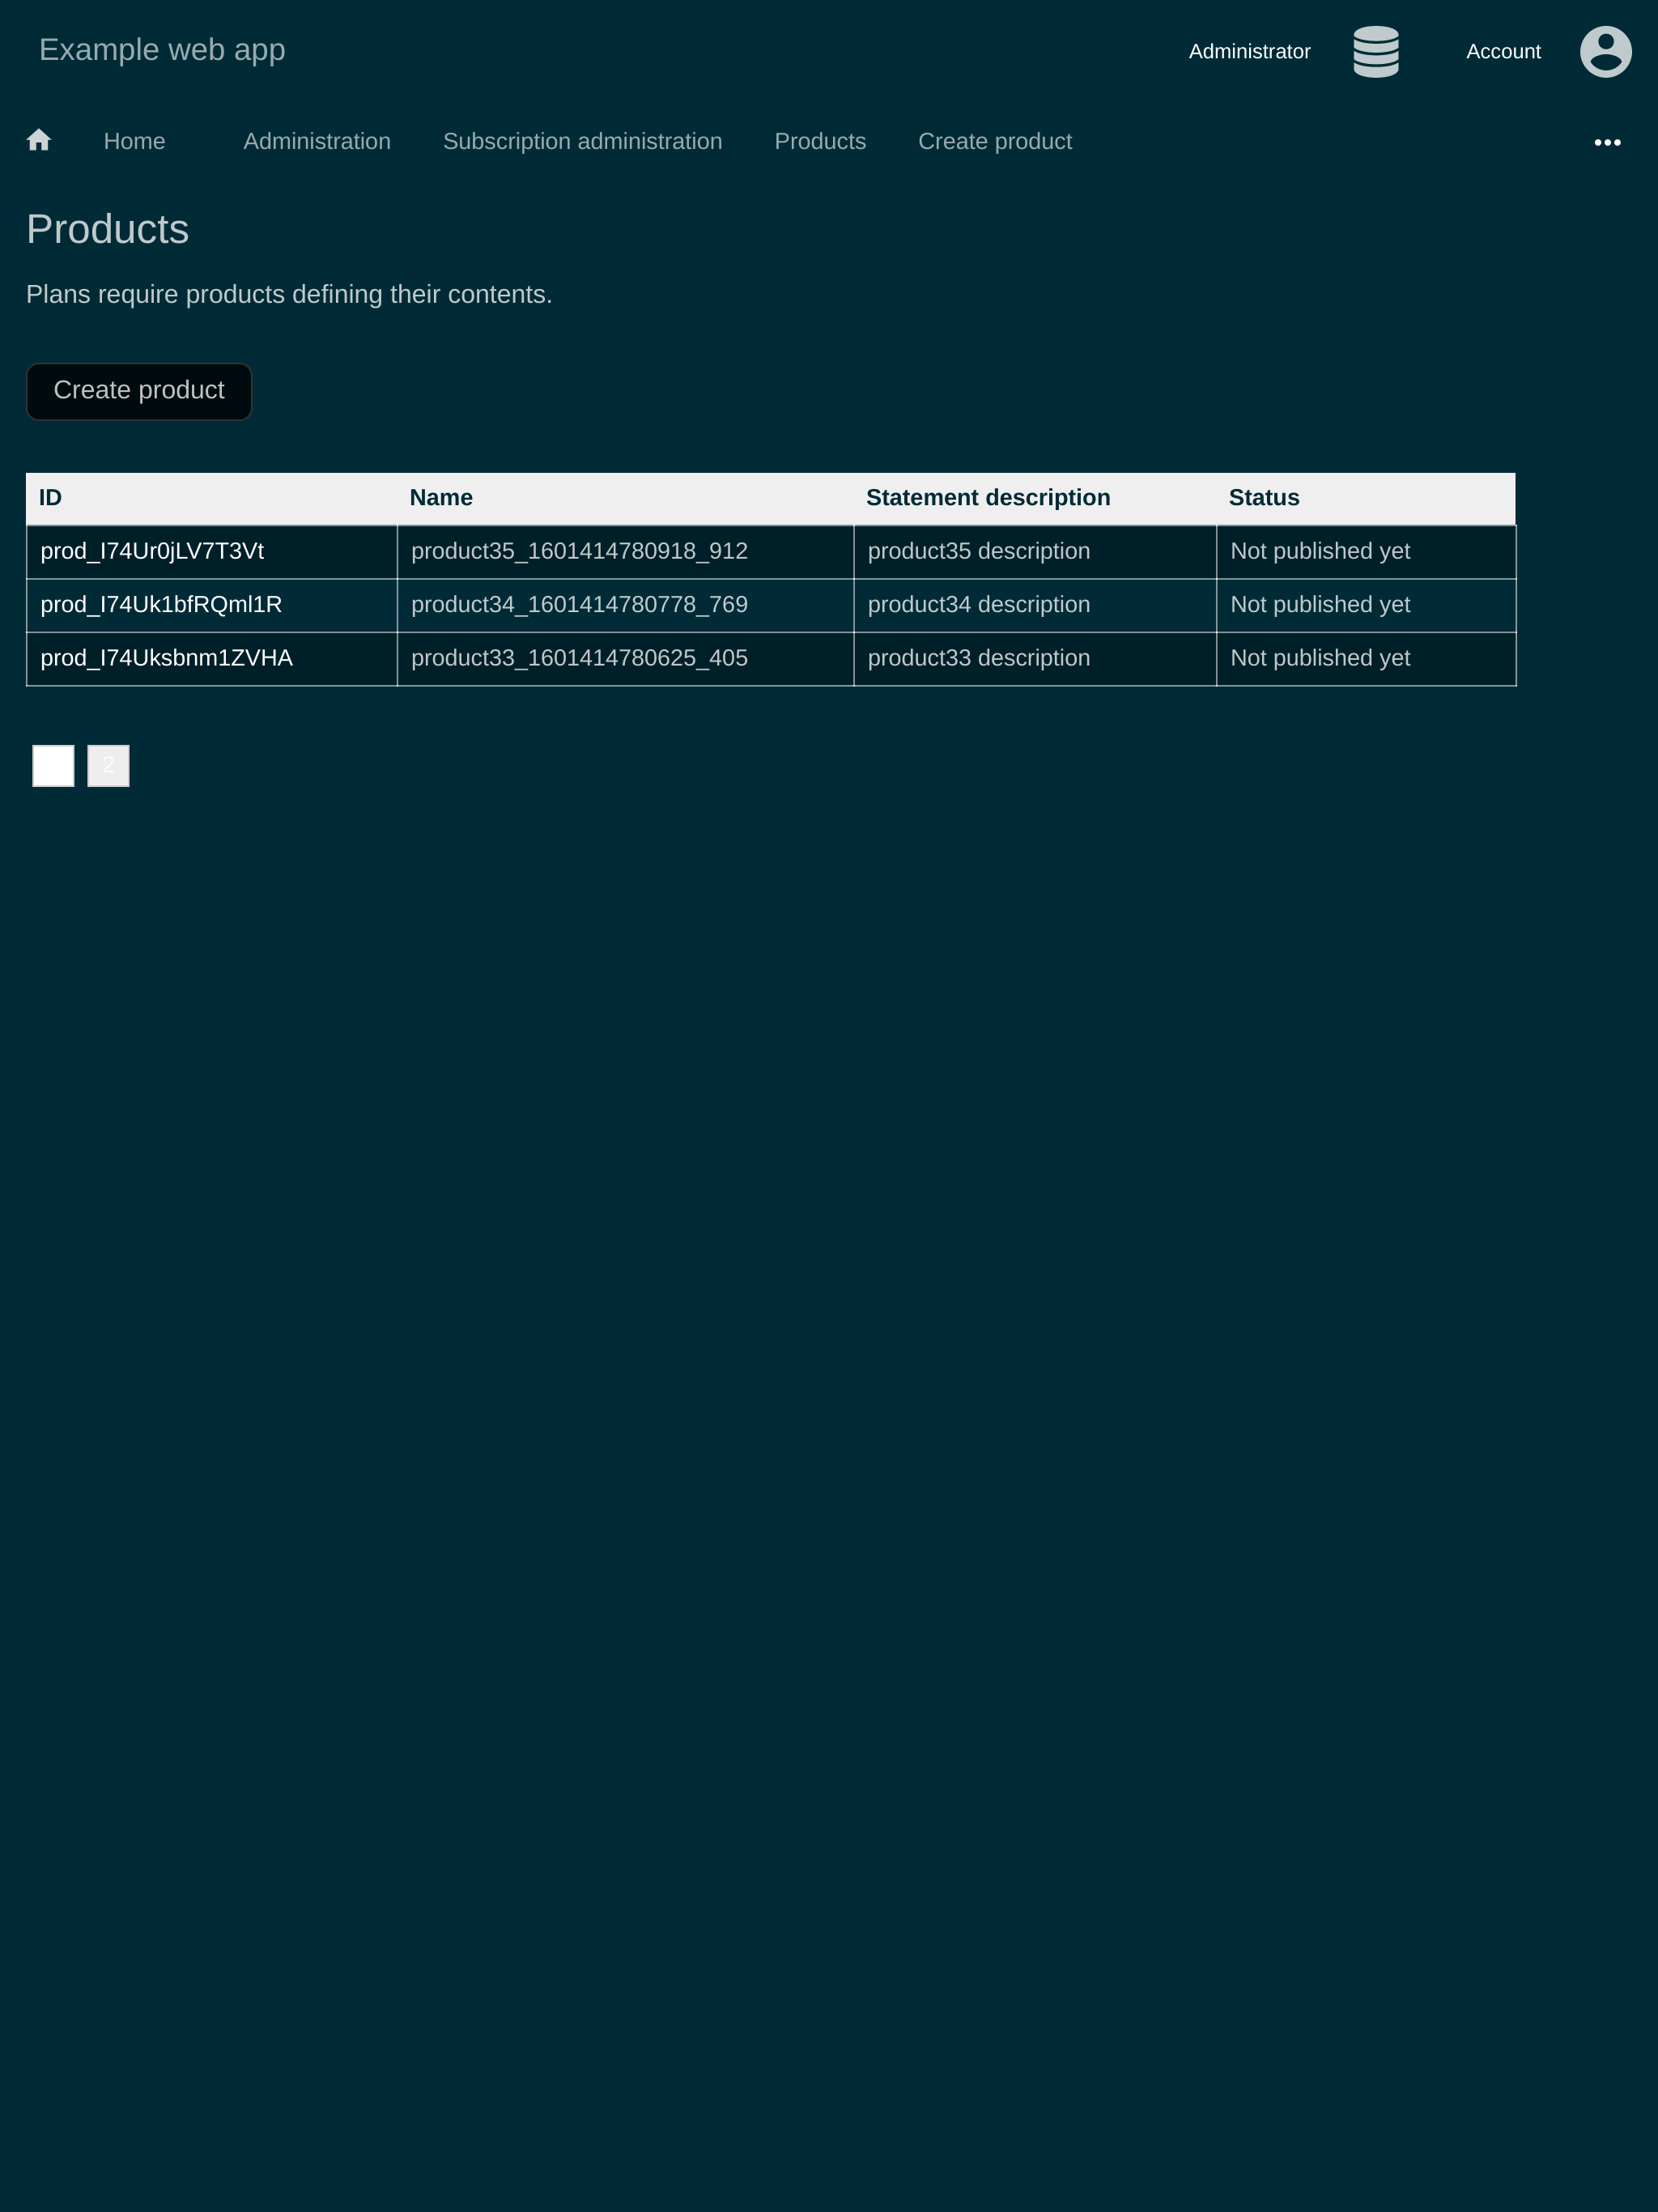 Example web app
Administrator
Account
Home Administration Subscription administration Products Create product
Products
Plans require products defining their contents.
Create product
ID Name Statement description Status
prod_I74Ur0jLV7T3Vt product35_1601414780918_912 product35 description Not published yet
prod_I74Uk1bfRQml1R product34_1601414780778_769 product34 description Not published yet
prod_I74Uksbnm1ZVHA product33_1601414780625_405 product33 description Not published yet
2